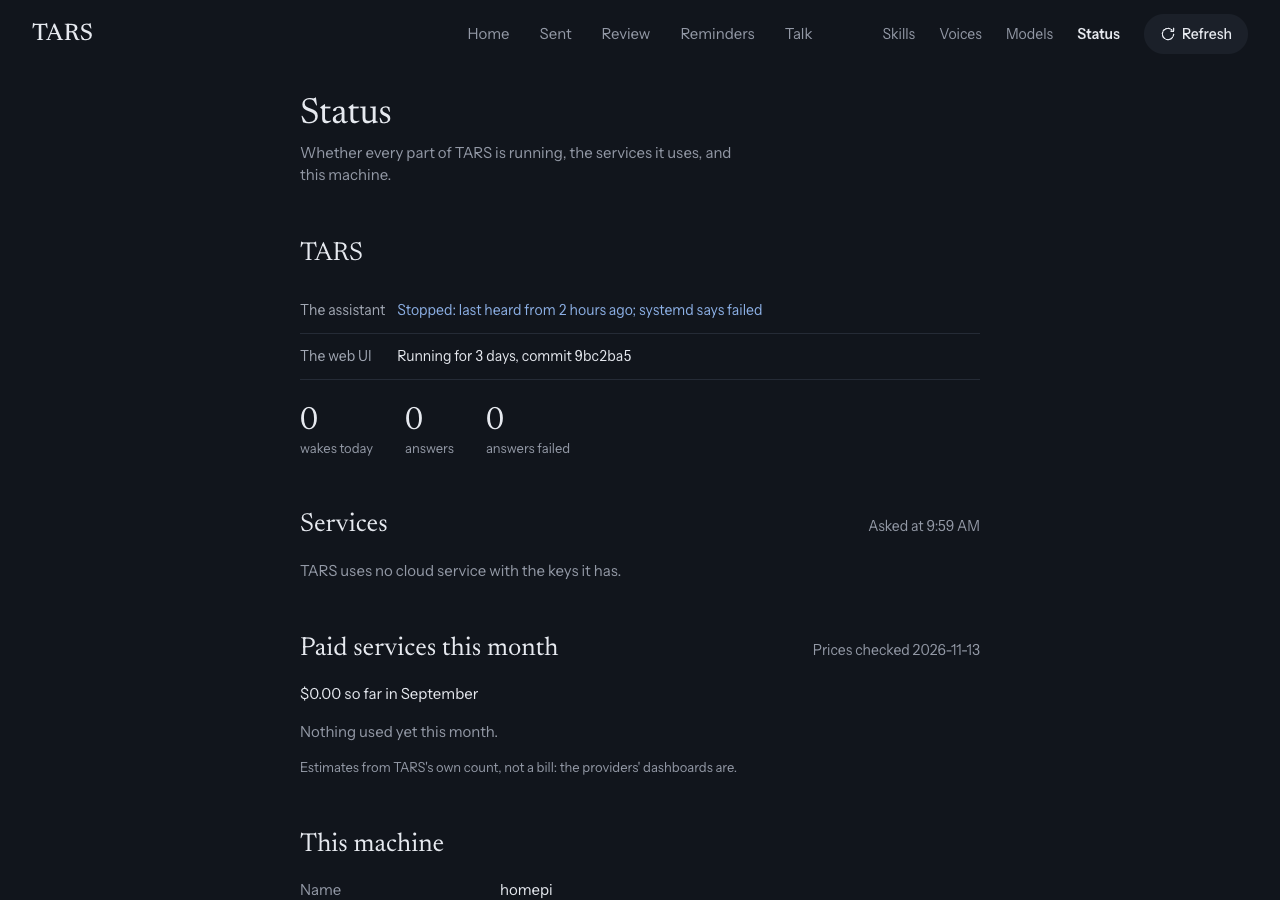 TARS
Home Sent Review Reminders Talk Skills Voices Models Status Refresh
Status
Whether every part of TARS is running, the services it uses, and
this machine.
TARS
The assistant Stopped: last heard from 2 hours ago; systemd says failed
The web UI Running for 3 days, commit 9bc2ba5
0 0 0
wakes today answers answers failed
Services Asked at 9:59 AM
TARS uses no cloud service with the keys it has.
Paid services this month Prices checked 2026-11-13
$0.00 so far in September
Nothing used yet this month.
Estimates from TARS's own count, not a bill: the providers' dashboards are.
This machine
Name homepi